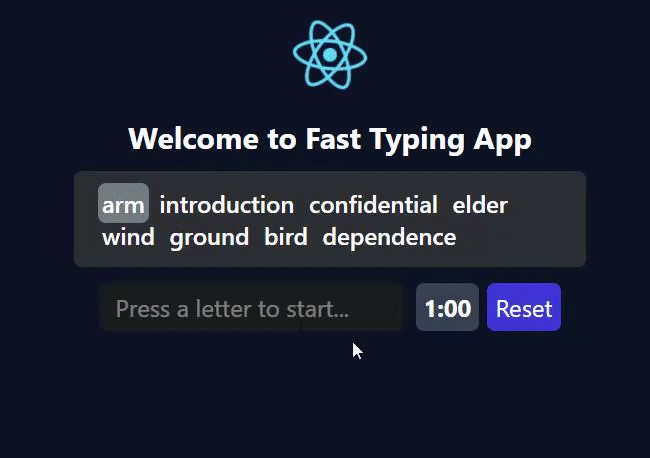 Welcome to Fast Typing App
arm introduction confidential elder
wind ground bird dependence
Press a letter to start... 1:00 Reset